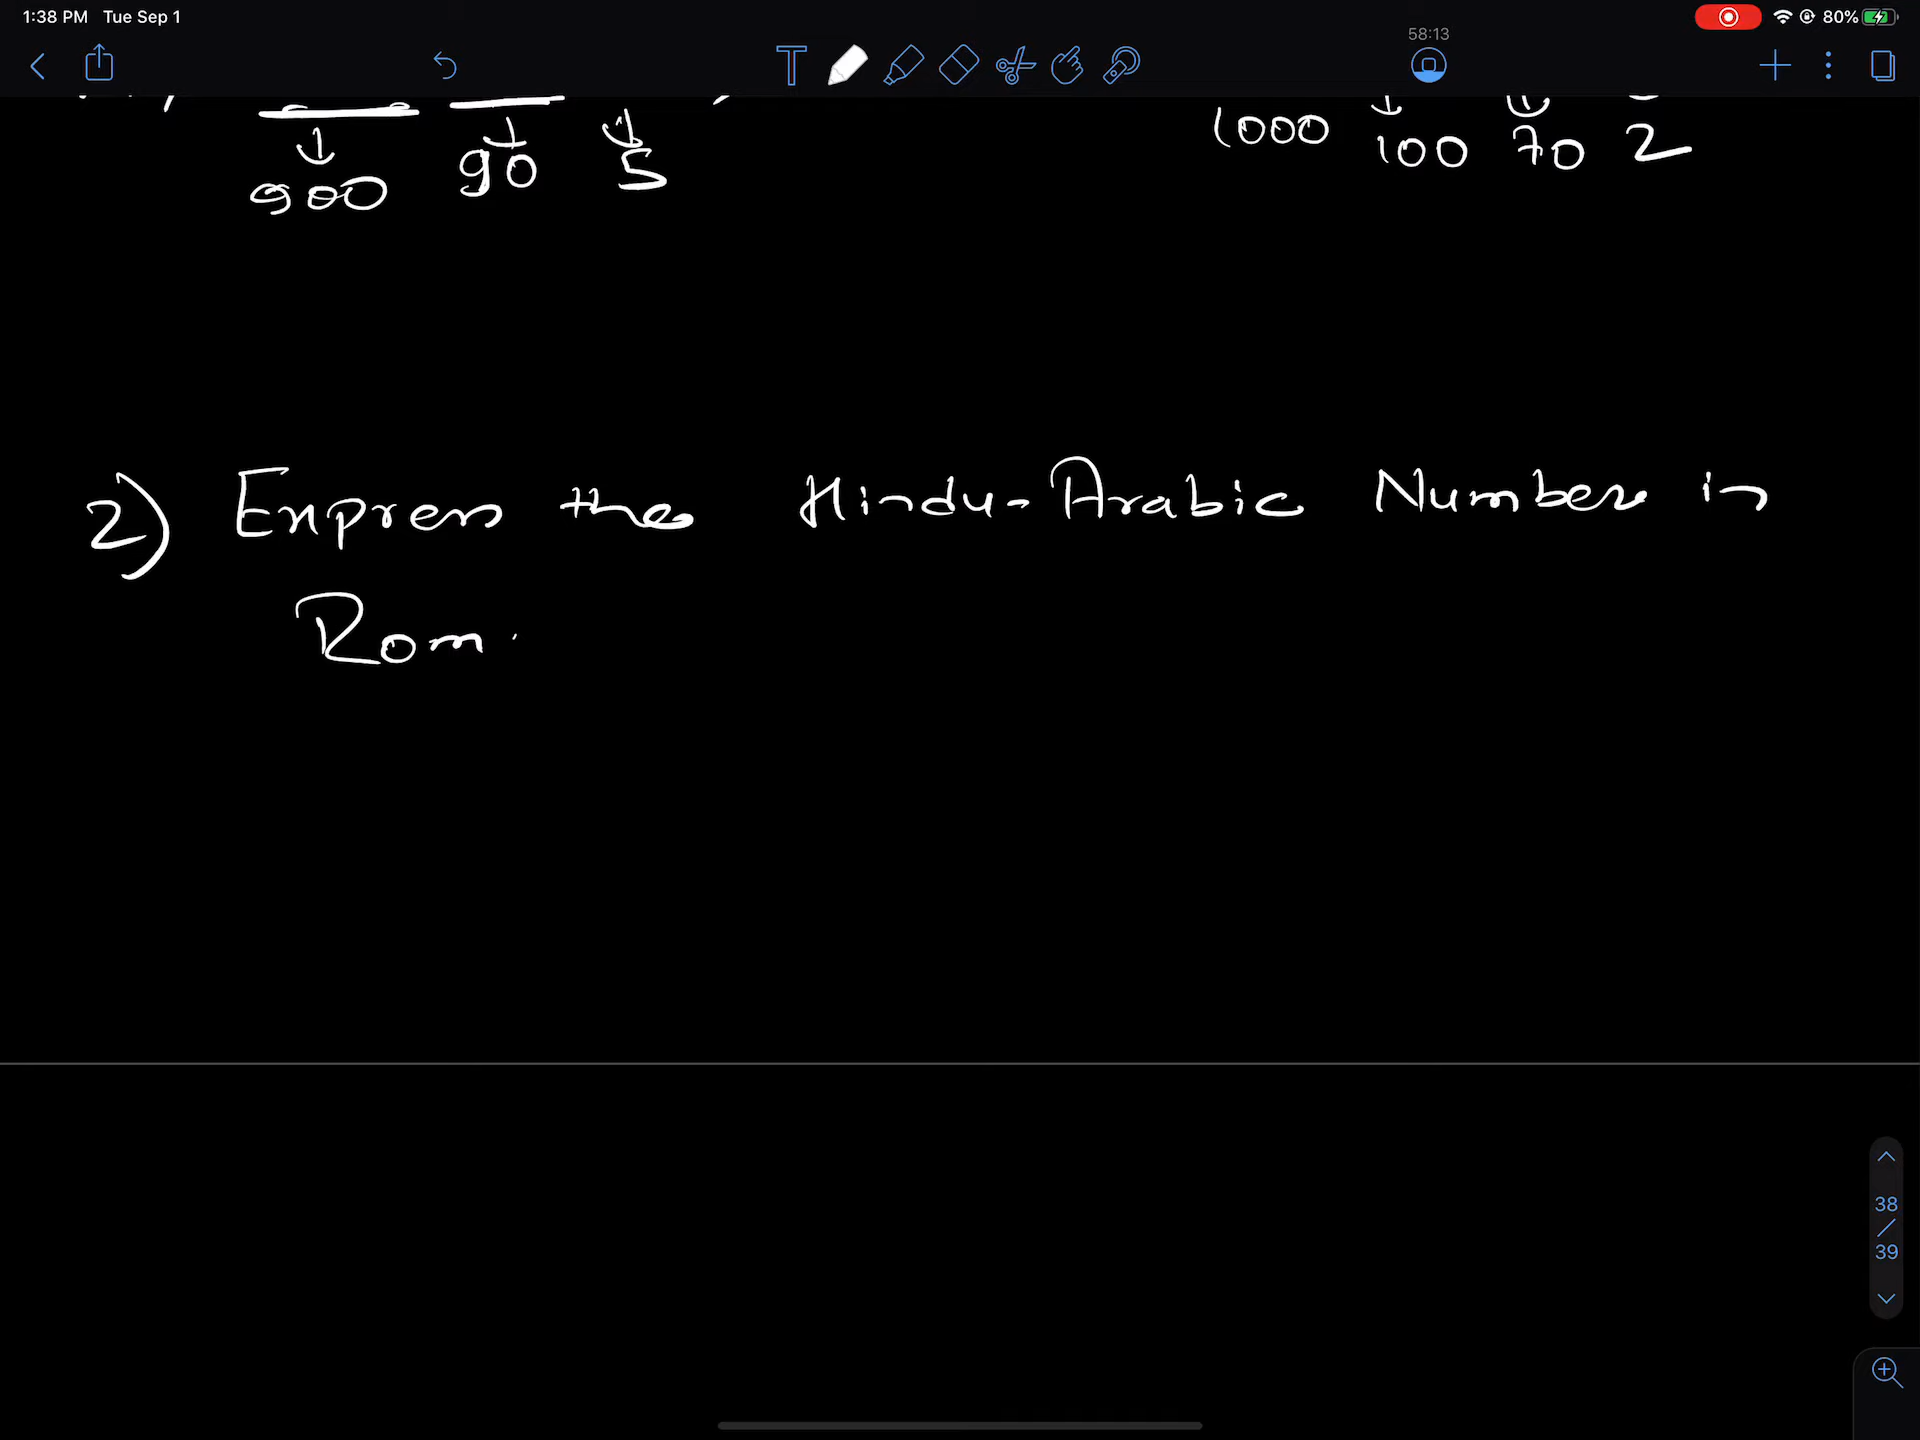 1:38 PM Tue Sep 1
80%
58:13
1000 100 70 2
900 90 5
2) Express the Hindu-Arabic Number in
Rom
38
39